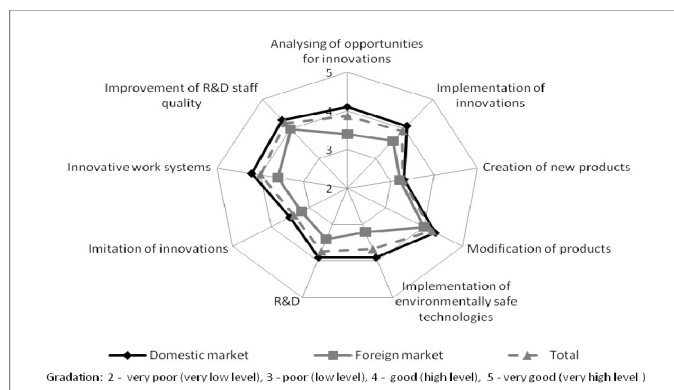 Analysing of opportunities
for innovations
Implementation of
innovations
Creation of new products
Modification of products
Implementation of
environmentally safe
technologies
R&D
Imitation of innovations
Innovative work systems
Improvement of R&D staff
quality
5
4
3
2
Domestic market Foreign market Total
Gradation: 2 - very poor (very low level), 3 - poor (low level), 4 - good (high level), 5 - very good (very high level )